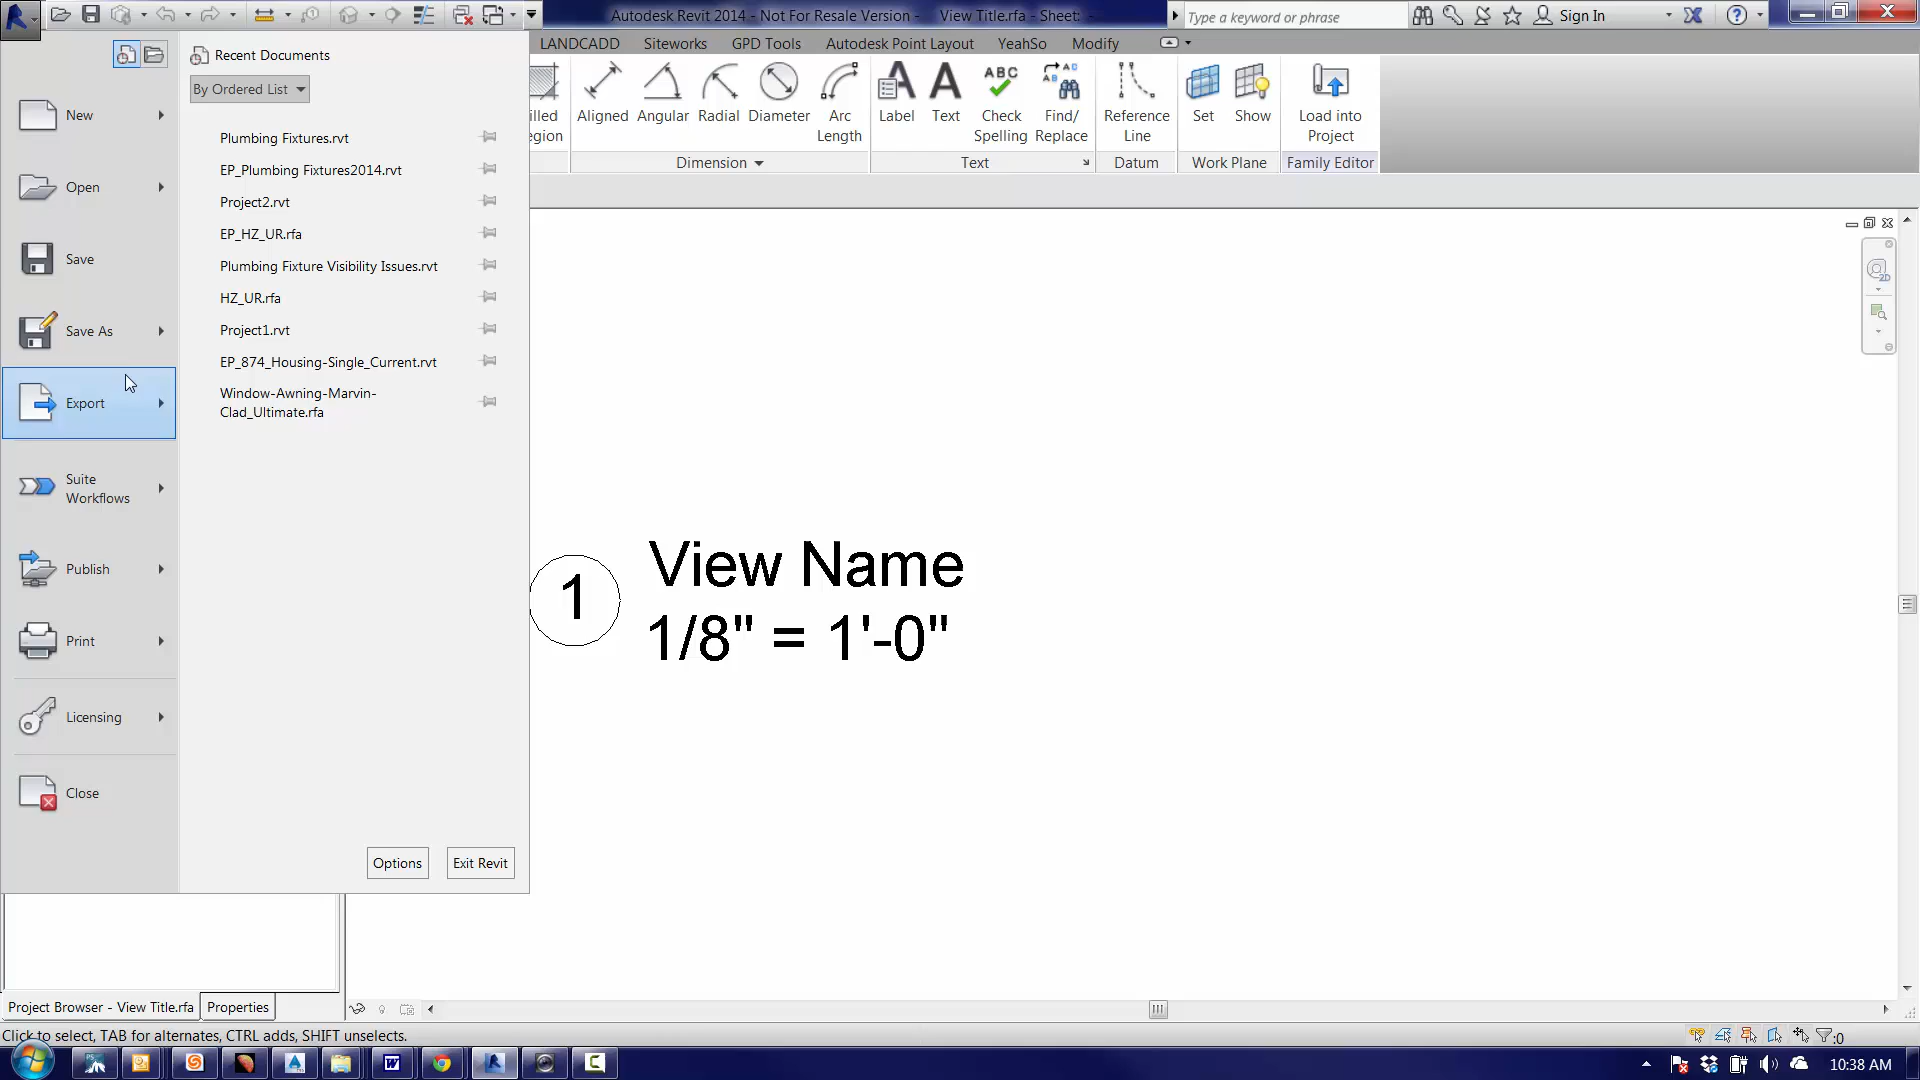 Autodesk Revit 2014 - Not For Resale Version - View Title.rfa - Sheet: -
Type a keyword or phrase
Sign In
LANDCADD Siteworks GPD Tools Autodesk Point Layout YeahSo Modify
Recent Documents
By Ordered List
New
Open
Save
Save As
Export
Suite
Workflows
Publish
Print
Licensing
Close
Plumbing Fixtures.rvt
EP_Plumbing Fixtures2014.rvt
Project2.rvt
EP_HZ_UR.rfa
Plumbing Fixture Visibility Issues.rvt
HZ_UR.rfa
Project1.rvt
EP_874_Housing-Single_Current.rvt
Window-Awning-Marvin-
Clad_Ultimate.rfa
Options Exit Revit
illed
egion
Aligned Angular Radial Diameter Arc
Length
Dimension
Label Text ABC
Check
Spelling
Find/
Replace
Text
Reference
Line
Datum
Set Show
Work Plane
Load into
Project
Family Editor
2D
1
View Name
1/8" = 1'-0"
Project Browser - View Title.rfa Properties
Click to select, TAB for alternates, CTRL adds, SHIFT unselects.
:0
10:38 AM